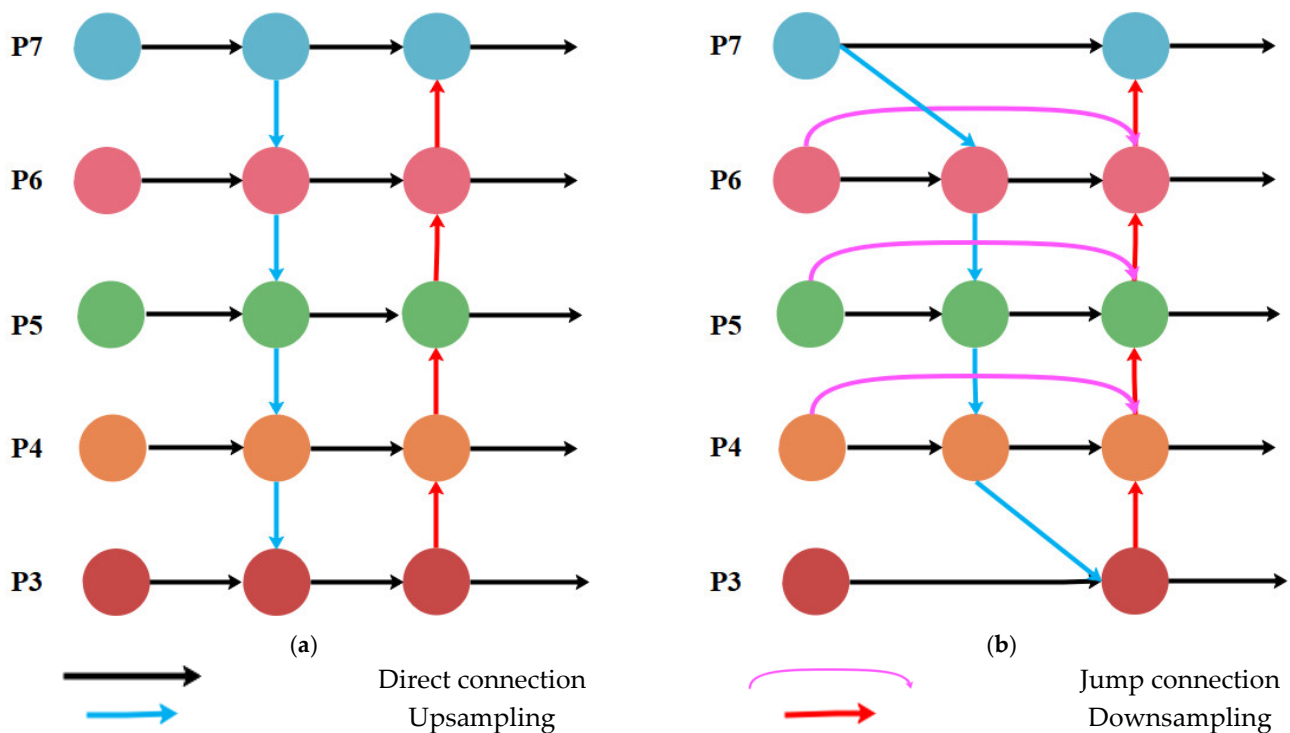 P7 P7
P6 P6
P5 P5
P4 P4
P3 P3
(a) (b)
Direct connection Jump connection
Upsampling Downsampling